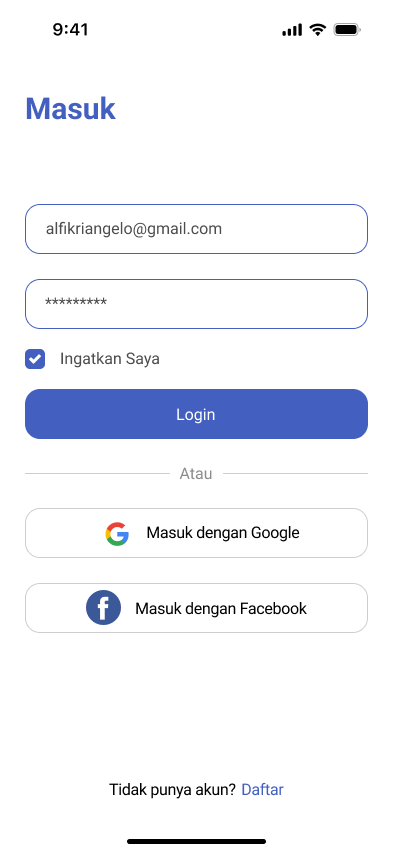 9:41
Masuk
alfikriangelo@gmail.com
*********
Ingatkan Saya
Login
Atau
Masuk dengan Google
Masuk dengan Facebook
Tidak punya akun? Daftar